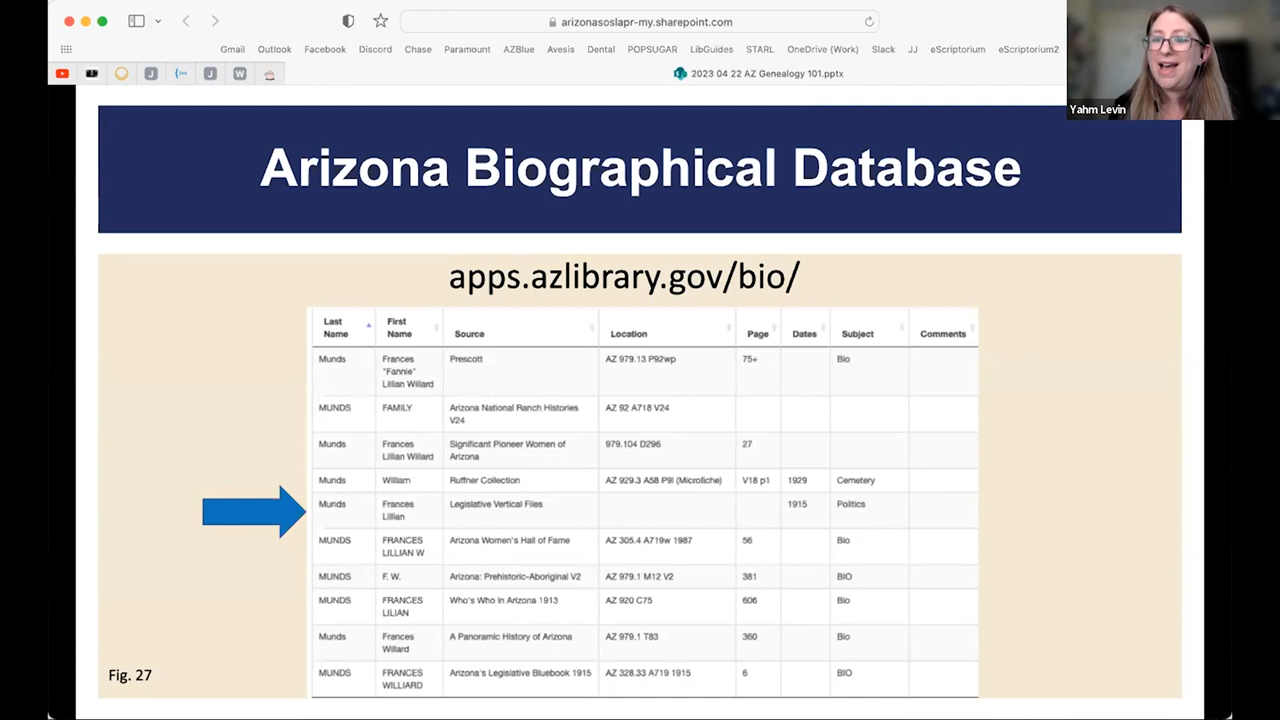 arizonasoslapr-my.sharepoint.com
Gmail Outlook Facebook Discord Chase Paramount AZBlue Avesis Dental POPSUGAR LibGuides STARL OneDrive (Work) Slack JJ eScriptorium eScriptorium2
J J W 2023 04 22 AZ Genealogy 101.pptx
Yahm Levin
Arizona Biographical Database
apps.azlibrary.gov/bio/
Last Name First Name Source Location Page Dates Subject Comments
Munds Frances "Fannie" Lillian Willard Prescott AZ 979.13 P92wp 75+ Bio
MUNDS FAMILY Arizona National Ranch Histories V24 AZ 92 A718 V24
Munds Frances Lillian Willard Significant Pioneer Women of Arizona 979.104 D296 27
Munds William Ruffner Collection AZ 929.3 A58 P9l (Microfiche) V18 p1 1929 Cemetery
Munds Frances Lillian Legislative Vertical Files 1915 Politics
MUNDS FRANCES LILLIAN W Arizona Women's Hall of Fame AZ 305.4 A719w 1987 56 Bio
MUNDS F. W. Arizona: Prehistoric-Aboriginal V2 AZ 979.1 M12 V2 381 BIO
MUNDS FRANCES LILIAN Who's Who In Arizona 1913 AZ 920 C75 606 Bio
Munds Frances Willard A Panoramic History of Arizona AZ 979.1 T83 360 Bio
MUNDS FRANCES WILLIARD Arizona's Legislative Bluebook 1915 AZ 328.33 A719 1915 6 BIO
Fig. 27